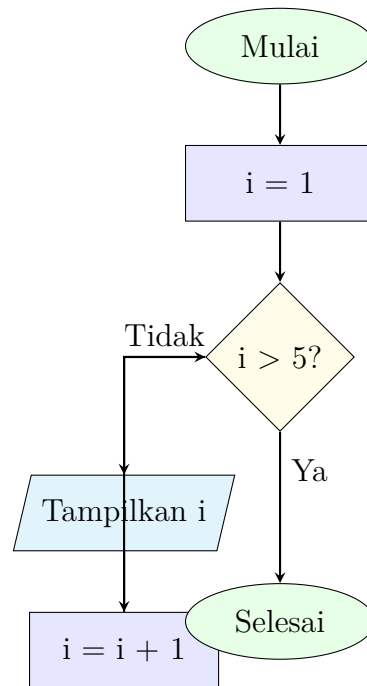 Mulai
i = 1
i > 5?
Tidak
Ya
Tampilkan i
Selesai
i = i + 1